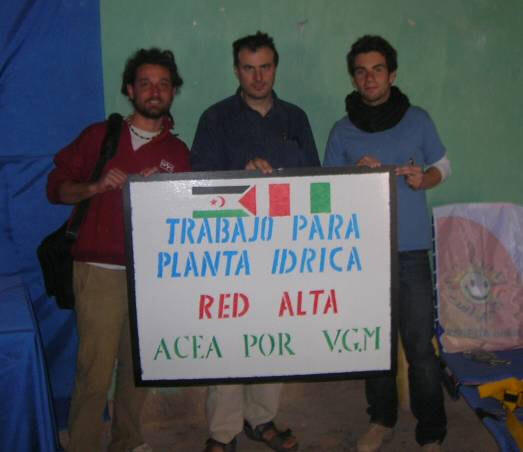 TRABAJO PARA
PLANTA IDRICA
RED ALTA
ACEA POR V.G.M